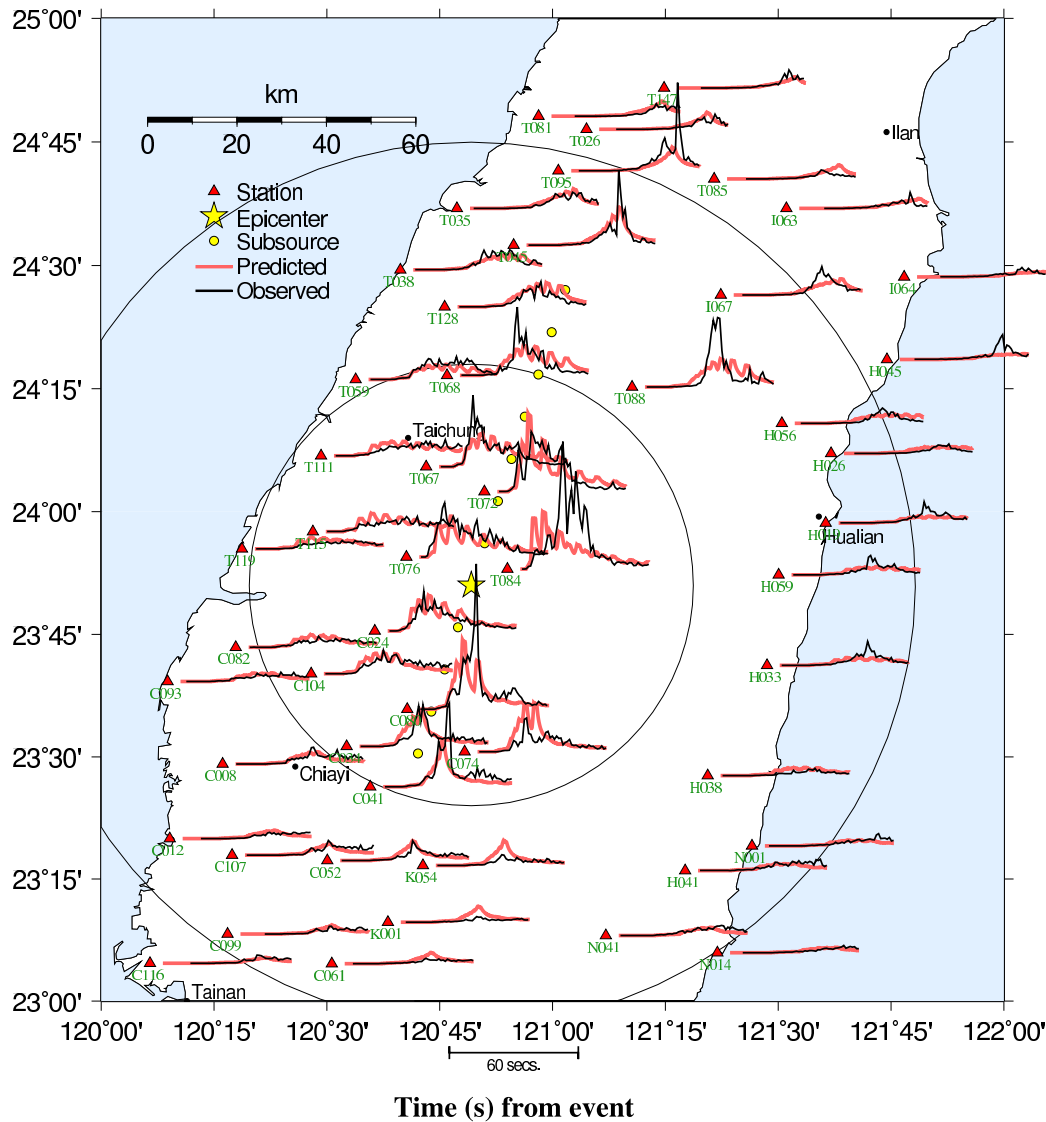 25°00'
km
0 20 40 60
Station
Epicenter
Subsource
Predicted
Observed
T147
T081
T026
Ilan
24°45'
T095
T085
T035
I063
24°30'
T038
I064
T128
I067
T059
T068
T088
H045
24°15'
Taichung
T111
T067
H056
H026
T072
24°00'
T115
T119
T076
T084
Hualian
H059
23°45'
C024
C082
C093
C104
H033
23°30'
C008
Chiayi
C074
C041
H038
C012
C107
C052
K054
N001
23°15'
H041
C099
K001
N041
C116
C061
N014
Tainan
23°00'
120°00' 120°15' 120°30' 120°45' 121°00' 121°15' 121°30' 121°45' 122°00'
60 secs.
Time (s) from event